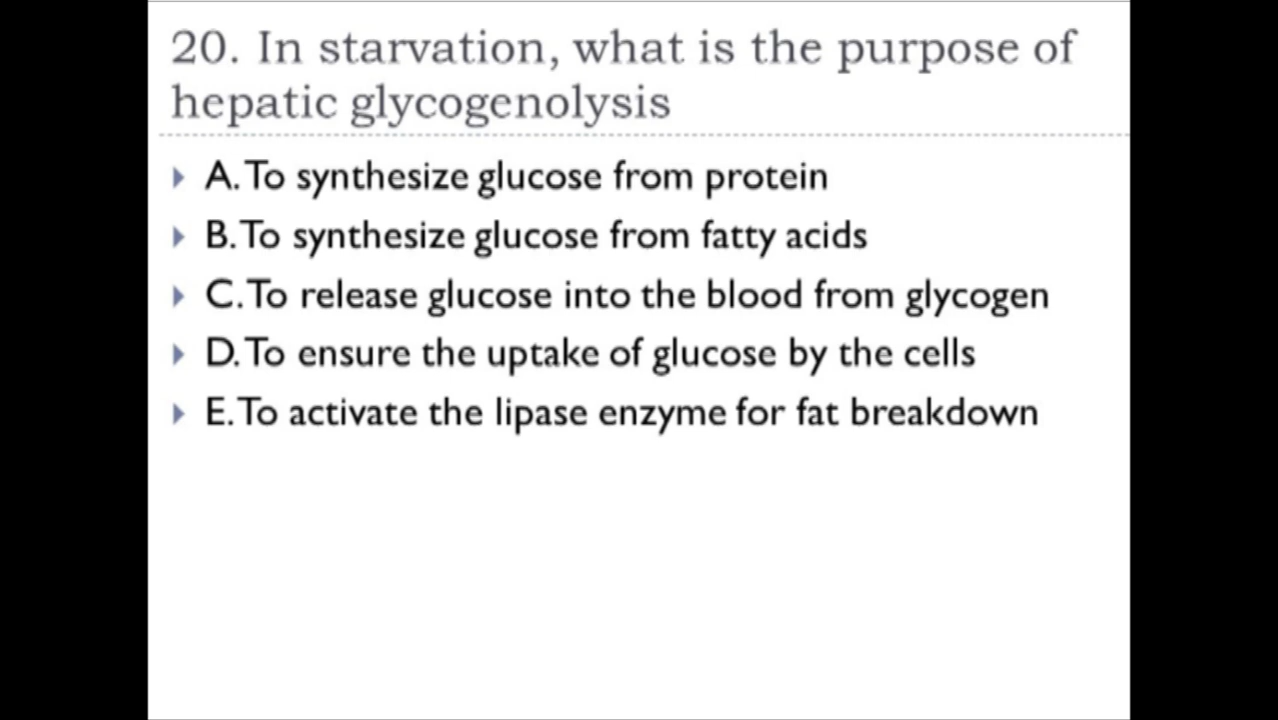 20. In starvation, what is the purpose of
hepatic glycogenolysis
A. To synthesize glucose from protein
B. To synthesize glucose from fatty acids
C. To release glucose into the blood from glycogen
D. To ensure the uptake of glucose by the cells
E. To activate the lipase enzyme for fat breakdown